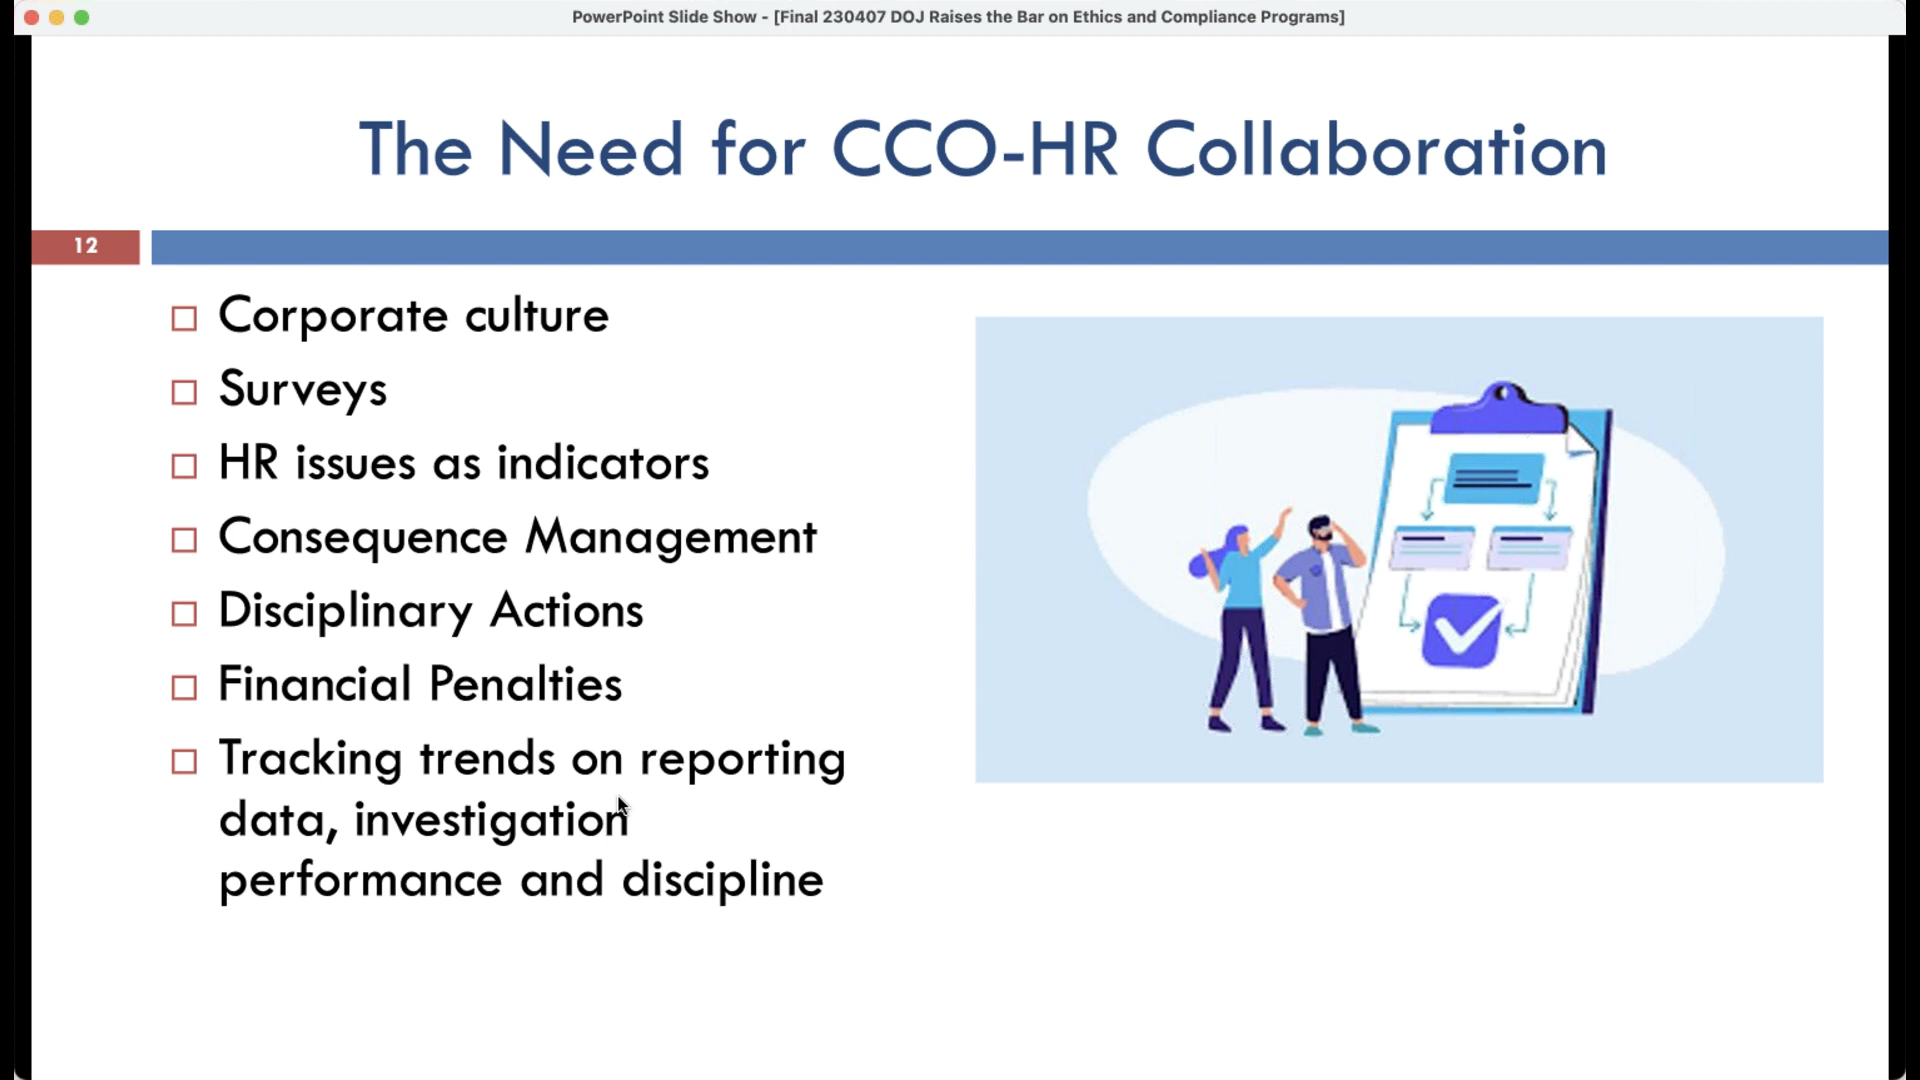 PowerPoint Slide Show - [Final 230407 DOJ Raises the Bar on Ethics and Compliance Programs]
The Need for CCO-HR Collaboration
12
Corporate culture
Surveys
HR issues as indicators
Consequence Management
Disciplinary Actions
Financial Penalties
Tracking trends on reporting
data, investigation
performance and discipline